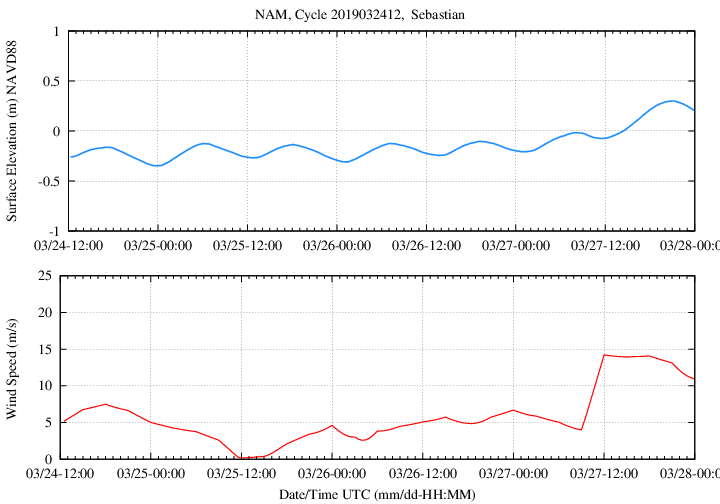 NAM, Cycle 2019032412, Sebastian
Surface Elevation (m) NAVD88
1
0.5
0
-0.5
-1
03/24-12:00 03/25-00:00 03/25-12:00 03/26-00:00 03/26-12:00 03/27-00:00 03/27-12:00 03/28-00:0
Wind Speed (m/s)
25
20
15
10
5
0
03/24-12:00 03/25-00:00 03/25-12:00 03/26-00:00 03/26-12:00 03/27-00:00 03/27-12:00 03/28-00:0
Date/Time UTC (mm/dd-HH:MM)